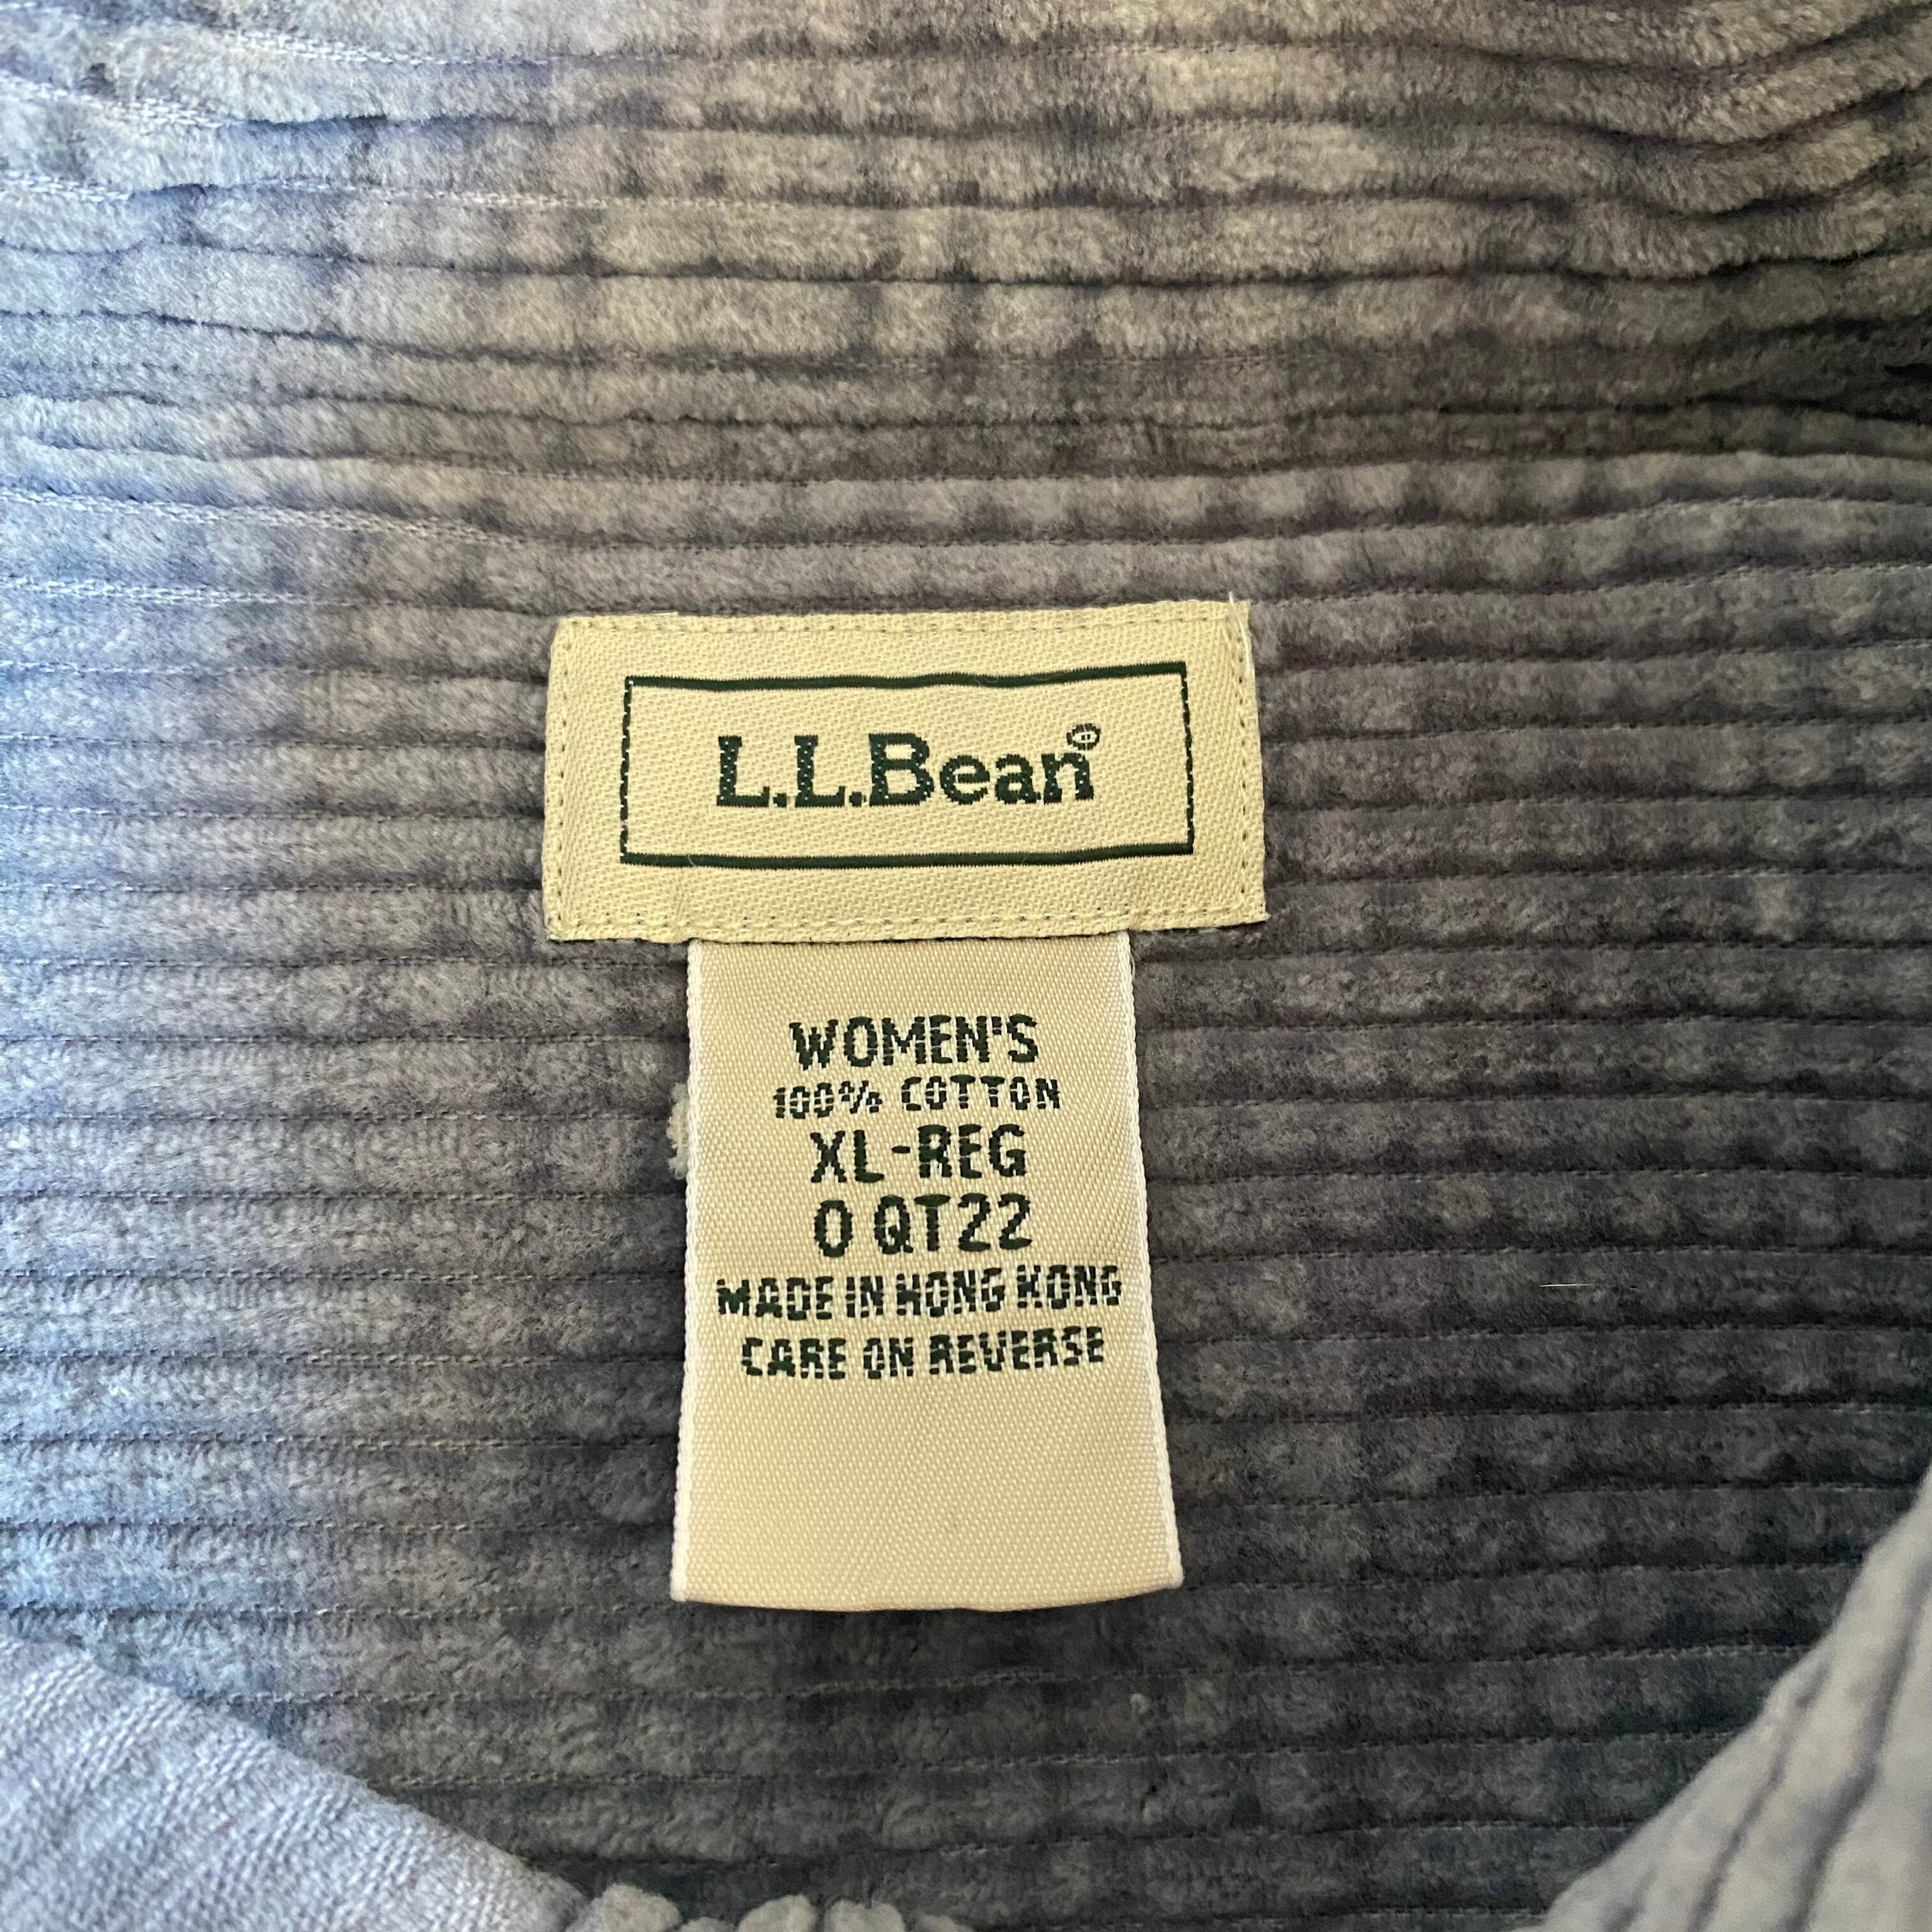 L.L.Bean®
WOMEN'S
100% COTTON
XL-REG
0 QT22
MADE IN HONG KONG
CARE ON REVERSE